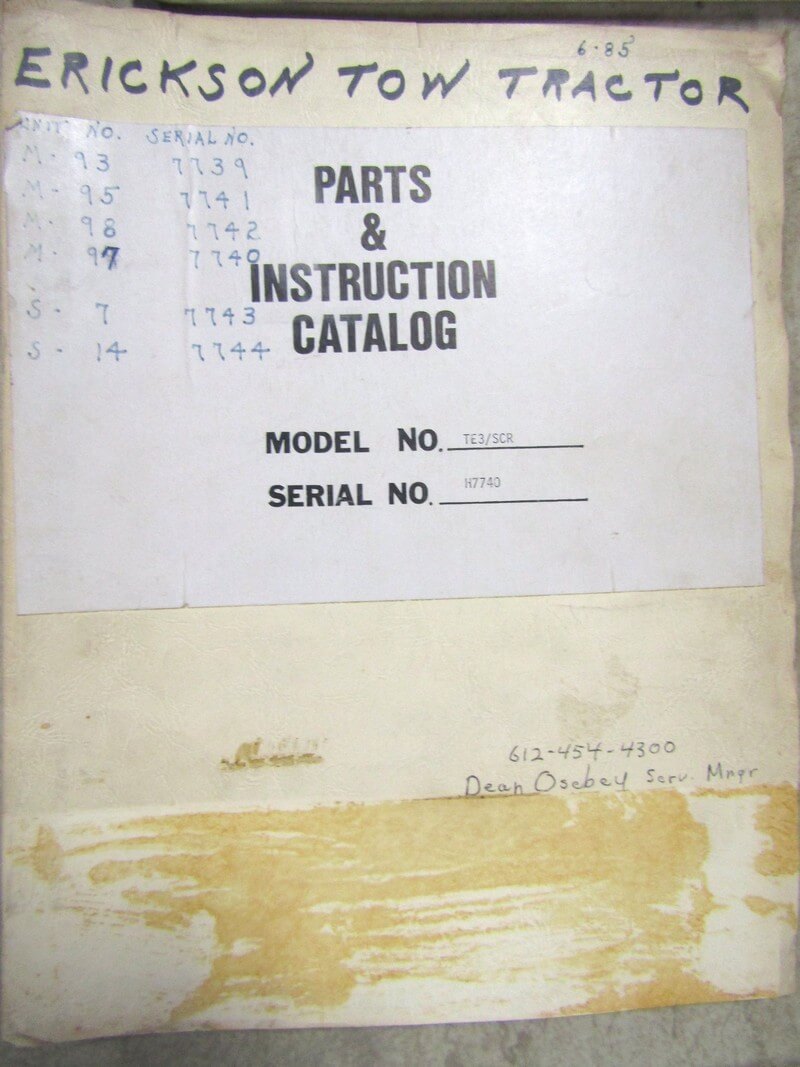 6-85
ERICKSON TOW TRACTOR
UNIT NO. SERIAL NO.
M - 93 7739
M - 95 7741
M - 98 7742
M - 97 7740
S - 7 7743
S - 14 7744
PARTS
&
INSTRUCTION
CATALOG
MODEL NO. TE3/SCR
SERIAL NO. H7740
612-454-4300
Dean Osebey Serv. Mngr